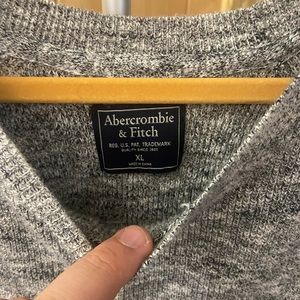 Abercrombie
& Fitch
REG. U.S. PAT. TRADEMARK
QUALITY SINCE 1892
XL
MADE IN CHINA